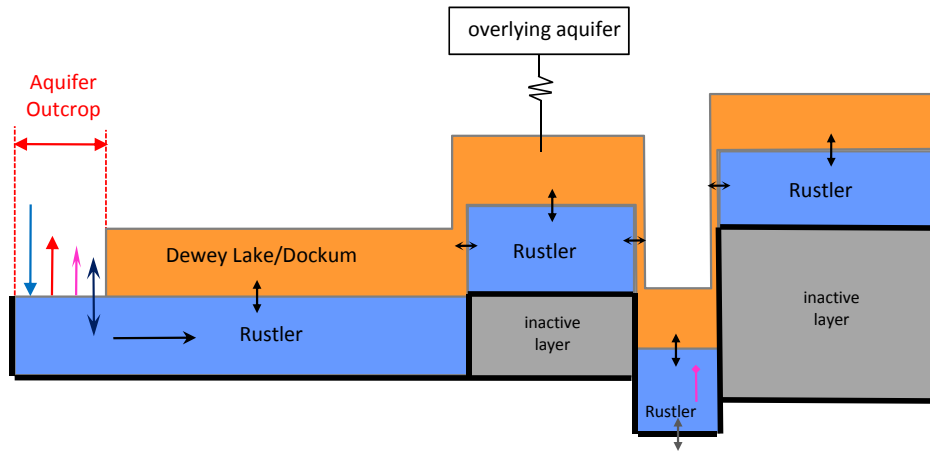 overlying aquifer
Aquifer
Outcrop
Rustler
Dewey Lake/Dockum
Rustler
Rustler
inactive
layer
inactive
layer
Rustler